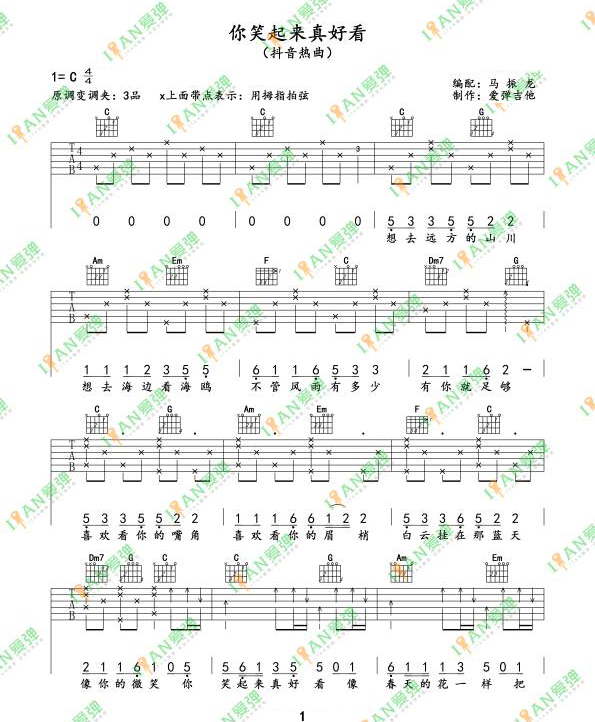 你笑起来真好看
（抖音热曲）
1= C 4/4
编配：马 振 龙
原调变调夹：3品 x上面带点表示：用拇指拍弦
制作：爱弹吉他
C C C G
TAB 4/4 3
0 0 0 0 0 0 0 0 5 3 3 5 5 2 2
想 去 远 方 的 山 川
Am Em F C Dm7 G
TAB
1 1 1 2 3 5 5 6 1 1 6 5 3 3 2 1 1 6 2 —
想 去 海 边 看 海 鸥 不 管 风 雨 有 多 少 有 你 就 足 够
C G Am Em F C
TAB
5 3 3 5 5 2 2 1 1 1 6 6 1 2 2 6 1 1 6 5 3 2
喜 欢 看 你 的 嘴 角 喜 欢 看 你 的 眉 梢 白 云 挂 在 那 蓝 天
Dm7 G C C G Am Em
TAB
2 1 1 6 1 0 5 5 6 1 3 5 3 0 1 6 1 1 1 3 5 0 1
像 你 的 微 笑 你 笑 起 来 真 好 看 像 春 天 的 花 一 样 把
1
I AN爱弹